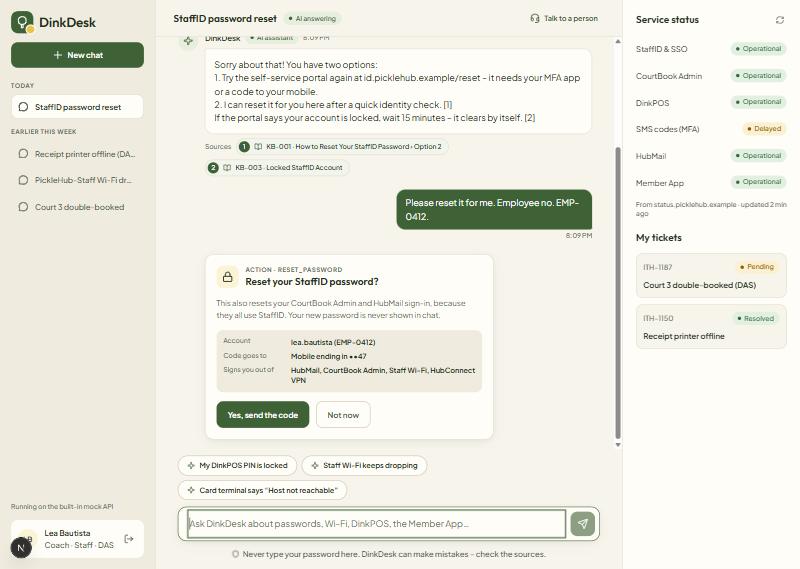 DinkDesk
New chat
TODAY
StaffID password reset
EARLIER THIS WEEK
Receipt printer offline (DA...
PickleHub-Staff Wi-Fi dr...
Court 3 double-booked
Running on the built-in mock API
Lea Bautista
Coach · Staff · DAS
N
StaffID password reset
AI answering
Talk to a person
DinkDesk AI assistant 8:09 PM
Sorry about that! You have two options:
1. Try the self-service portal again at id.picklehub.example/reset – it needs your MFA app
or a code to your mobile.
2. I can reset it for you here after a quick identity check. [1]
If the portal says your account is locked, wait 15 minutes – it clears by itself. [2]
Sources 1 KB-001 · How to Reset Your StaffID Password › Option 2
2 KB-003 · Locked StaffID Account
Please reset it for me. Employee no. EMP-
0412.
8:09 PM
ACTION · RESET_PASSWORD
Reset your StaffID password?
This also resets your CourtBook Admin and HubMail sign-in, because
they all use StaffID. Your new password is never shown in chat.
Account lea.bautista (EMP-0412)
Code goes to Mobile ending in ••47
Signs you out of HubMail, CourtBook Admin, Staff Wi-Fi, HubConnect
VPN
Yes, send the code
Not now
My DinkPOS PIN is locked
Staff Wi-Fi keeps dropping
Card terminal says “Host not reachable”
Ask DinkDesk about passwords, Wi-Fi, DinkPOS, the Member App...
Never type your password here. DinkDesk can make mistakes – check the sources.
Service status
StaffID & SSO Operational
CourtBook Admin Operational
DinkPOS Operational
SMS codes (MFA) Delayed
HubMail Operational
Member App Operational
From status.picklehub.example · updated 2 min
ago
My tickets
ITH-1187 Pending
Court 3 double-booked (DAS)
ITH-1150 Resolved
Receipt printer offline